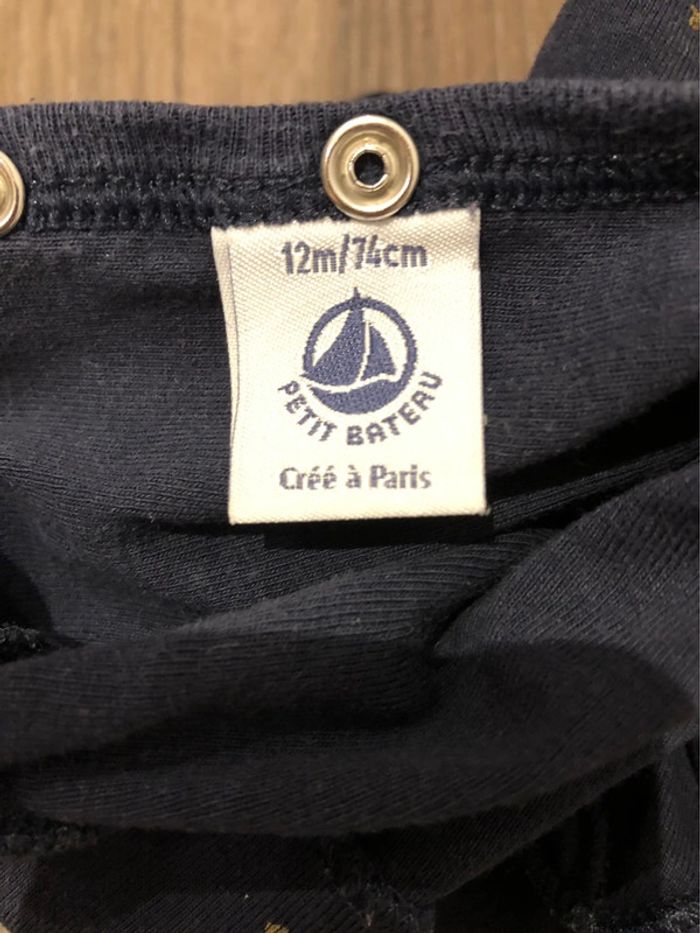 12m/74cm
PETIT BATEAU
Créé à Paris